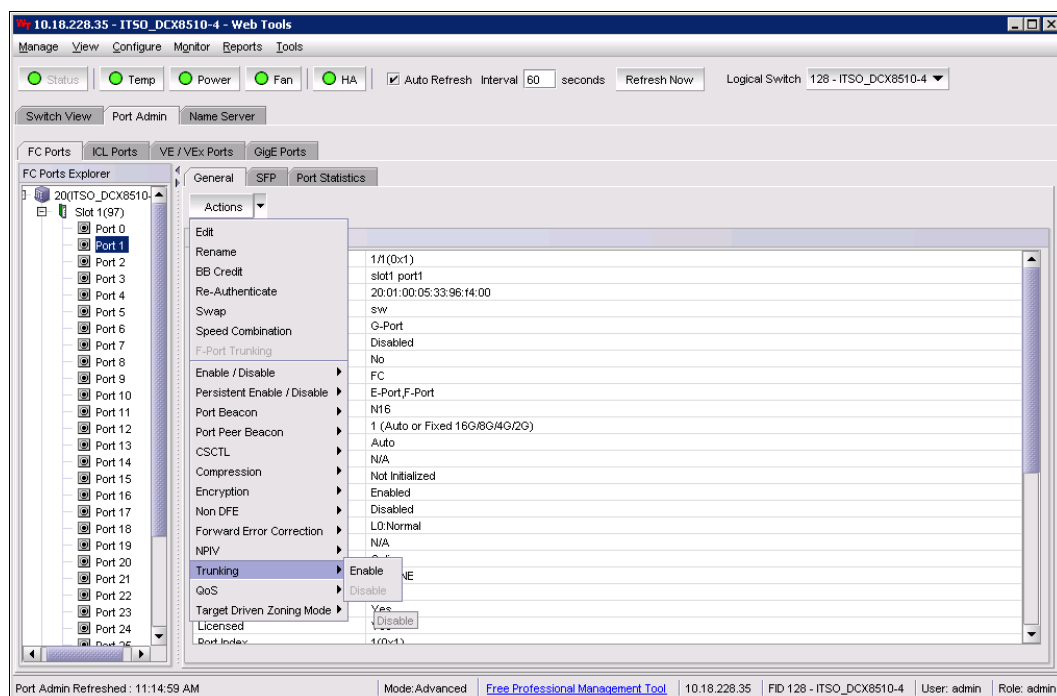 10.18.228.35 - ITSO_DCX8510-4 - Web Tools
Manage View Configure Monitor Reports Tools
Status Temp Power Fan HA Auto Refresh Interval 60 seconds Refresh Now Logical Switch 128 - ITSO_DCX8510-4
Switch View Port Admin Name Server
FC Ports ICL Ports VE / VEx Ports GigE Ports
FC Ports Explorer
20(ITSO_DCX8510-
Slot 1(97)
Port 0
Port 1
Port 2
Port 3
Port 4
Port 5
Port 6
Port 7
Port 8
Port 9
Port 10
Port 11
Port 12
Port 13
Port 14
Port 15
Port 16
Port 17
Port 18
Port 19
Port 20
Port 21
Port 22
Port 23
Port 24
Port 25
General SFP Port Statistics
Actions
Edit
Rename
BB Credit
Re-Authenticate
Swap
Speed Combination
F-Port Trunking
Enable / Disable
Persistent Enable / Disable
Port Beacon
Port Peer Beacon
CSCTL
Compression
Encryption
Non DFE
Forward Error Correction
NPIV
Trunking
QoS
Target Driven Zoning Mode
Enable
Disable
Disable
1/1(0x1)
slot1 port1
20:01:00:05:33:96:f4:00
sw
G-Port
Disabled
No
FC
E-Port,F-Port
N16
1 (Auto or Fixed 16G/8G/4G/2G)
Auto
N/A
Not Initialized
Enabled
Disabled
L0:Normal
N/A
NE
Yes
Licensed
Port Index 1(0x1)
Port Admin Refreshed : 11:14:59 AM Mode:Advanced Free Professional Management Tool 10.18.228.35 FID 128 - ITSO_DCX8510-4 User: admin Role: admin